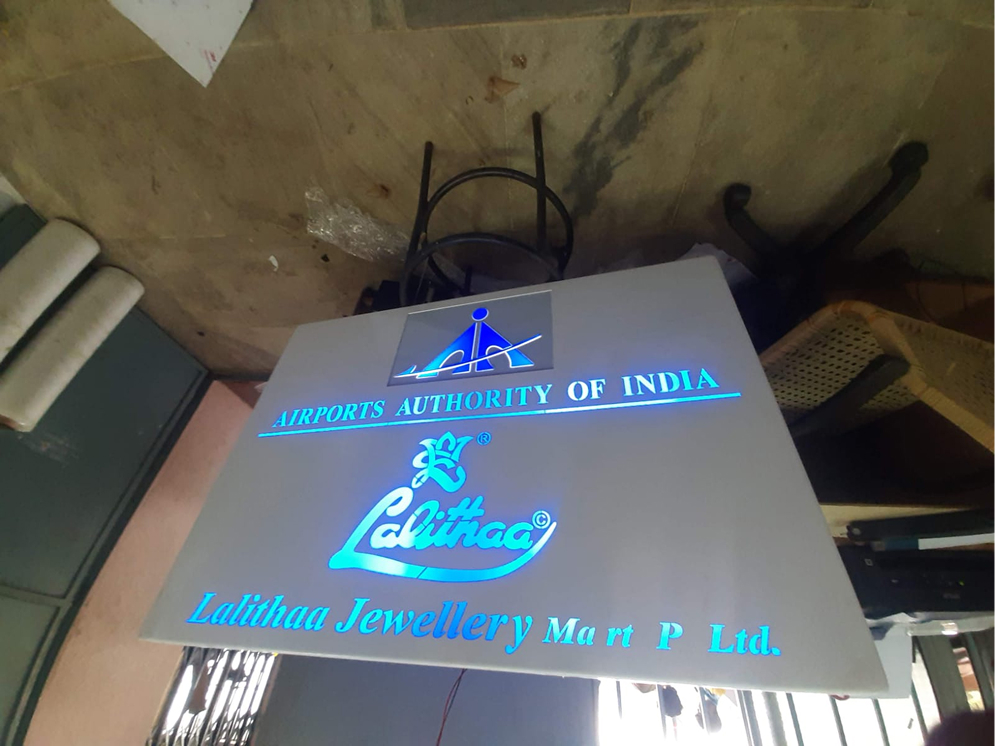 AIRPORTS AUTHORITY OF INDIA
®
Lalithaa ©
Lalithaa Jewellery Mart P Ltd.